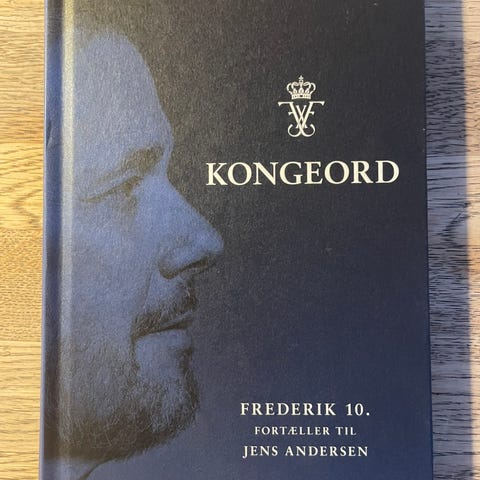 KONGEORD
FREDERIK 10.
FORTÆLLER TIL
JENS ANDERSEN